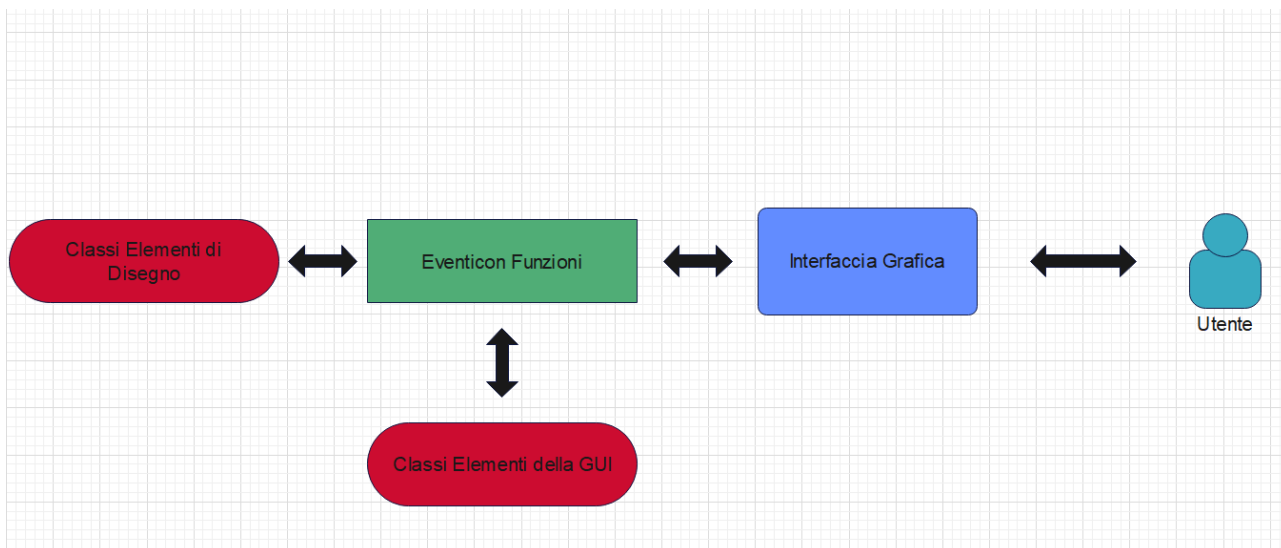 Classi Elementi di
Disegno
Eventicon Funzioni
Interfaccia Grafica
Utente
Classi Elementi della GUI